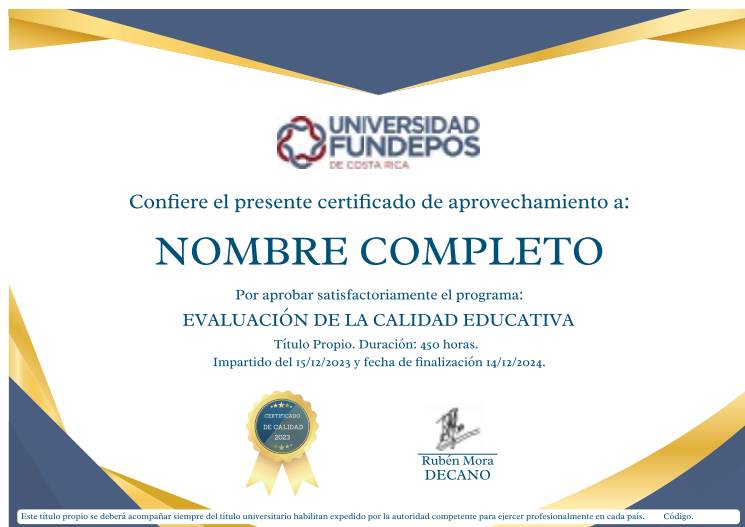 UNIVERSIDAD
FUNDEPOS
DE COSTA RICA
Confiere el presente certificado de aprovechamiento a:
NOMBRE COMPLETO
Por aprobar satisfactoriamente el programa:
EVALUACIÓN DE LA CALIDAD EDUCATIVA
Título Propio. Duración: 450 horas.
Impartido del 15/12/2023 y fecha de finalización 14/12/2024.
CERTIFICADO
DE CALIDAD
2023
Rubén Mora
DECANO
Este título propio se deberá acompañar siempre del título universitario habilitan expedido por la autoridad competente para ejercer profesionalmente en cada país. Código.